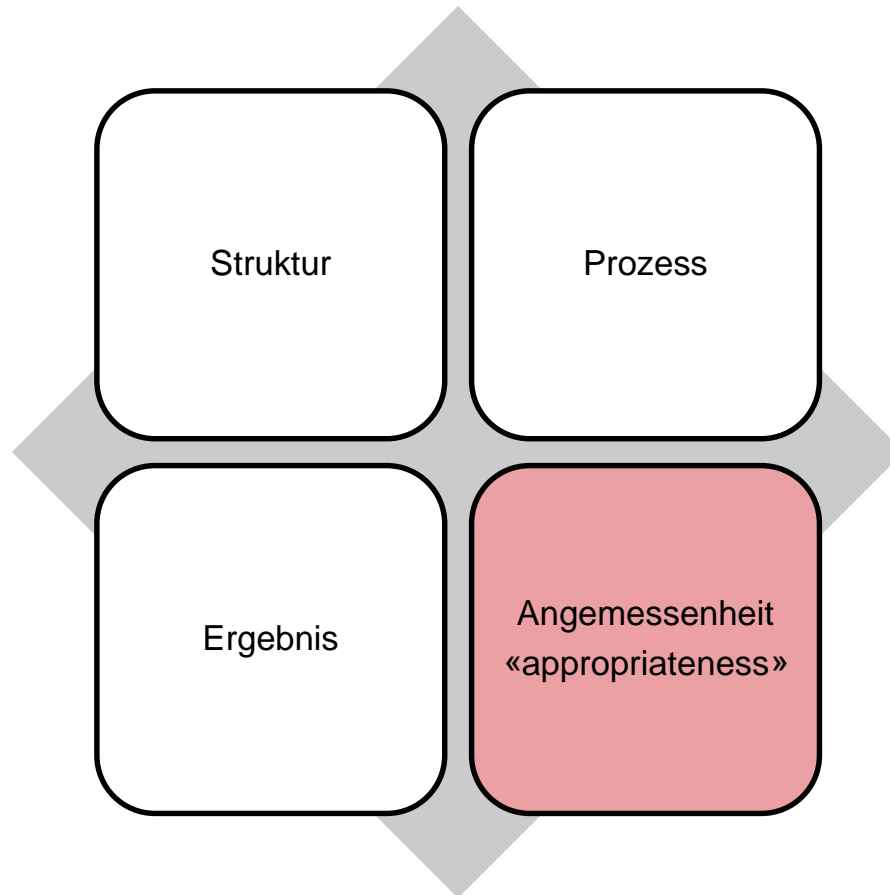 Struktur
Prozess
Ergebnis
Angemessenheit
«appropriateness»